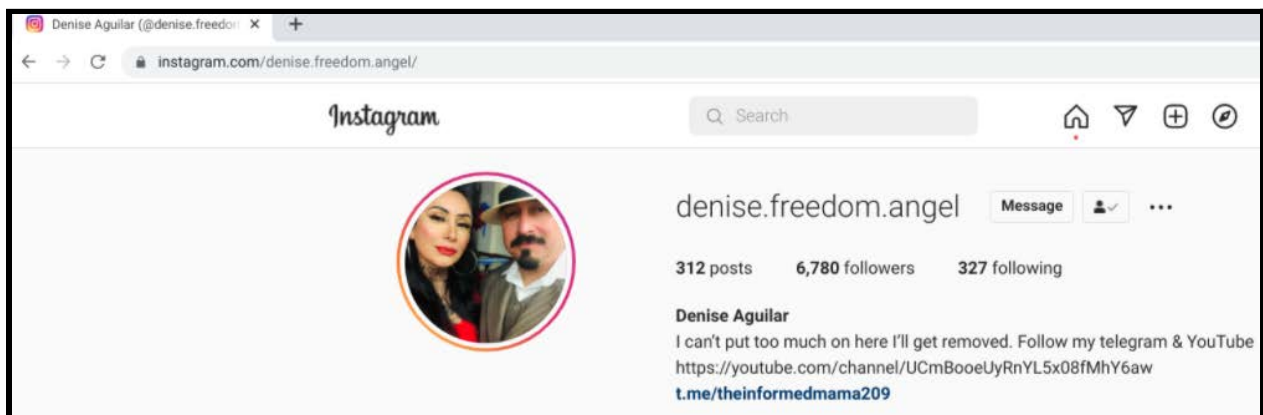 Denise Aguilar (@denise.freedom
instagram.com/denise.freedom.angel/
Instagram
Search
denise.freedom.angel Message
312 posts 6,780 followers 327 following
Denise Aguilar
I can't put too much on here I'll get removed. Follow my telegram & YouTube
https://youtube.com/channel/UCmBooeUyRnYL5x08fMhY6aw
t.me/theinformedmama209